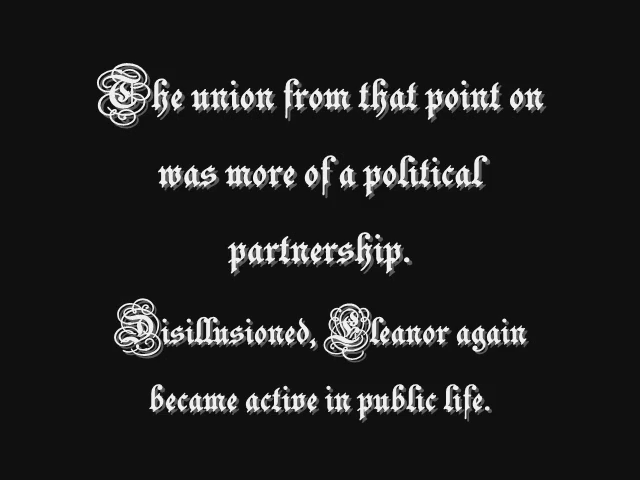 The union from that point on
was more of a political
partnership.
Disillusioned, Eleanor again
became active in public life.